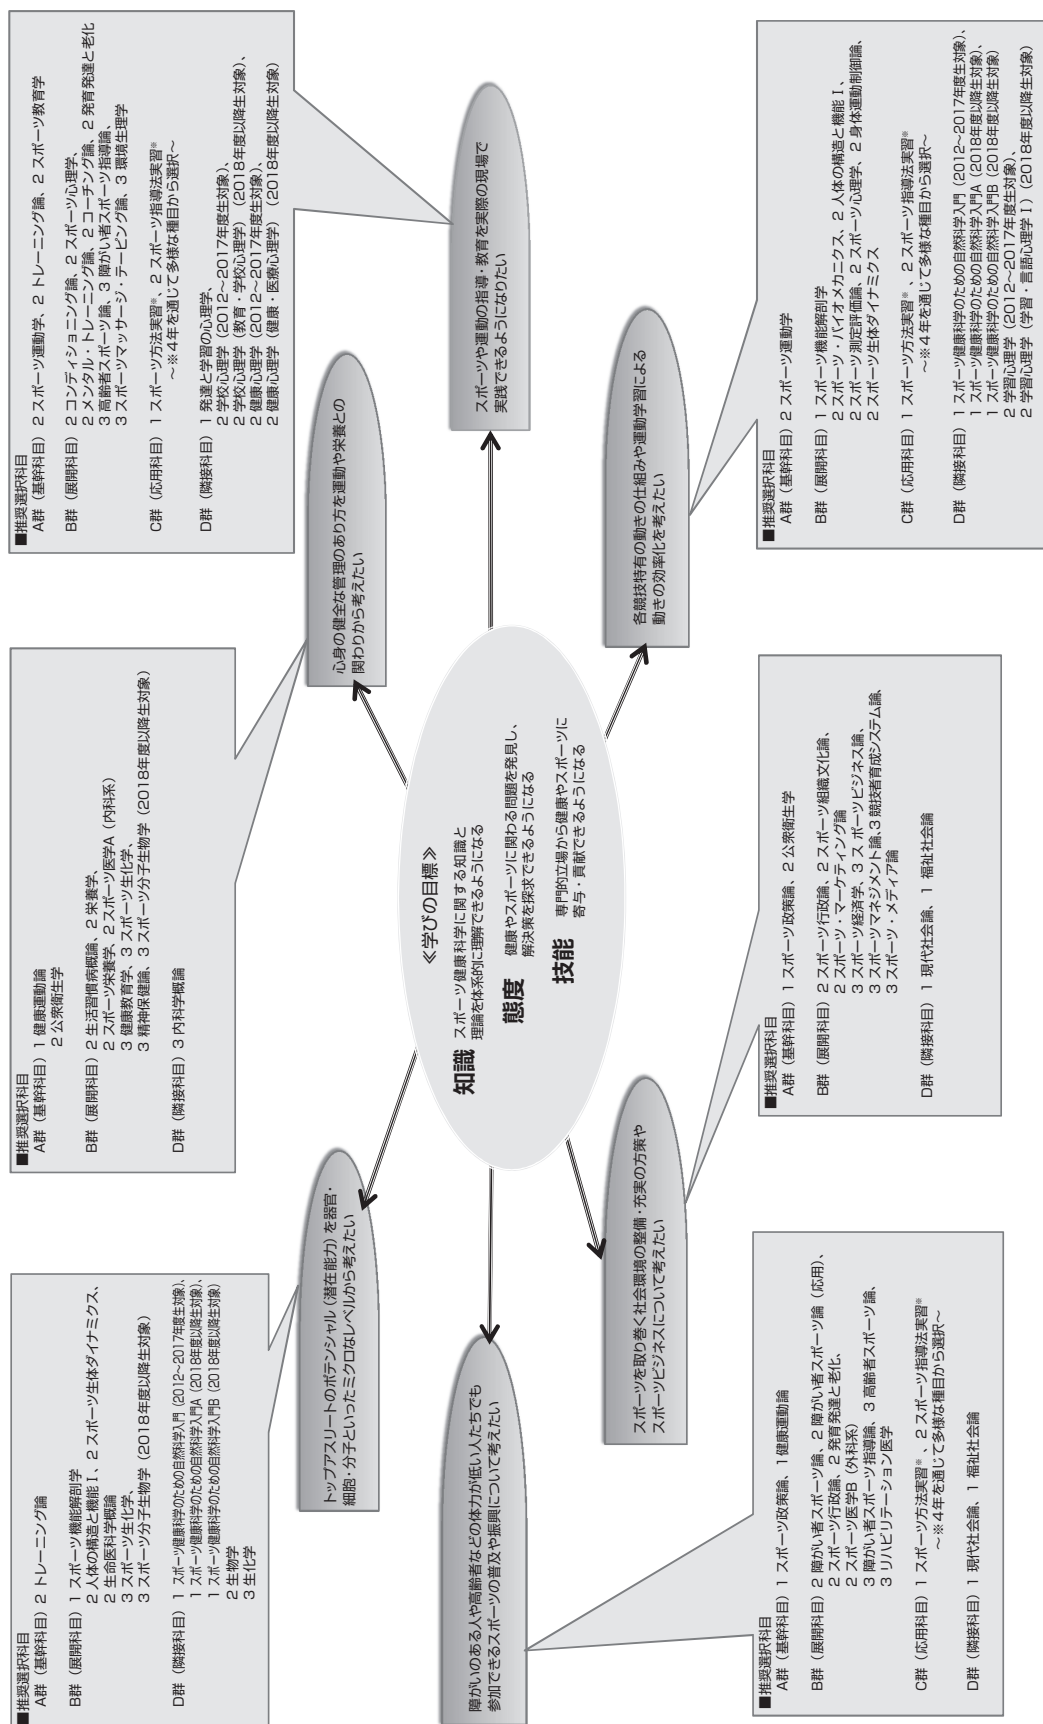 ■推奨選択科目
A群（基幹科目）2 トレーニング論
B群（展開科目）1 スポーツ機能解剖学
2 人体の構造と機能Ⅰ、2 スポーツ生体ダイナミクス、
2 生命医科学概論
3 スポーツ生化学、
3 スポーツ分子生物学（2018年度以降生対象）
D群（隣接科目）1 スポーツ健康科学のための自然科学入門（2012～2017年度生対象）、
1 スポーツ健康科学のための自然科学入門A（2018年度以降生対象）、
1 スポーツ健康科学のための自然科学入門B（2018年度以降生対象）
2 生物学
3 生化学
■推奨選択科目
A群（基幹科目）1 健康運動論
2 公衆衛生学
B群（展開科目）2 生活習慣病概論、2 栄養学、
2 スポーツ栄養学、2 スポーツ医学A（内科系）
3 健康教育学、3 スポーツ生化学、
3 精神保健論、3 スポーツ分子生物学（2018年度以降生対象）
D群（隣接科目）3 内科学概論
■推奨選択科目
A群（基幹科目）2 スポーツ運動学、2 トレーニング論、2 スポーツ教育学
B群（展開科目）2 コンディショニング論、2 スポーツ心理学、
2 メンタル・トレーニング論、2 コーチング論、2 発育発達と老化
3 高齢者スポーツ論、3 障がい者スポーツ指導論、
3 スポーツマッサージ・テーピング論、3 環境生理学
C群（応用科目）1 スポーツ方法実習※、2 スポーツ指導法実習※
～※4年を通じて多様な種目から選択～
D群（隣接科目）1 発達と学習の心理学、
2 学校心理学（2012～2017年度生対象）、
2 学校心理学（教育・学校心理学）（2018年度以降生対象）、
2 健康心理学（2012～2017年度生対象）、
2 健康心理学（健康・医療心理学）（2018年度以降生対象）
トップアスリートのポテンシャル（潜在能力）を器官・
細胞・分子といったミクロなレベルから考えたい
心身の健全な管理のあり方を運動や栄養との
関わりから考えたい
障がいのある人や高齢者などの体力が低い人たちでも
参加できるスポーツの普及や振興について考えたい
≪学びの目標≫
知識 スポーツ健康科学に関する知識と
理論を体系的に理解できるようになる
態度 健康やスポーツに関わる問題を発見し、
解決策を探求できるようになる
技能 専門的立場から健康やスポーツに
寄与・貢献できるようになる
スポーツや運動の指導・教育を実際の現場で
実践できるようになりたい
スポーツを取り巻く社会環境の整備・充実の方策や
スポーツビジネスについて考えたい
各競技特有の動きの仕組みや運動学習による
動きの効率化を考えたい
■推奨選択科目
A群（基幹科目）1 スポーツ政策論、1 健康運動論
B群（展開科目）2 障がい者スポーツ論、2 障がい者スポーツ論（応用）、
2 スポーツ行政論、2 発育発達と老化、
2 スポーツ医学B（外科系）
3 障がい者スポーツ指導論、3 高齢者スポーツ論、
3 リハビリテーション医学
C群（応用科目）1 スポーツ方法実習※、2 スポーツ指導法実習※
～※4年を通じて多様な種目から選択～
D群（隣接科目）1 現代社会論、1 福祉社会論
■推奨選択科目
A群（基幹科目）1 スポーツ政策論、2 公衆衛生学
B群（展開科目）2 スポーツ行政論、2 スポーツ組織文化論、
2 スポーツ・マーケティング論
3 スポーツ経済学、3 スポーツビジネス論、
3 スポーツマネジメント論、3 競技者育成システム論、
3 スポーツ・メディア論
D群（隣接科目）1 現代社会論、1 福祉社会論
■推奨選択科目
A群（基幹科目）2 スポーツ運動学
B群（展開科目）1 スポーツ機能解剖学
2 スポーツ・バイオメカニクス、2 人体の構造と機能Ⅰ、
2 スポーツ測定評価論、2 スポーツ心理学、2 身体運動制御論、
2 スポーツ生体ダイナミクス
C群（応用科目）1 スポーツ方法実習※、2 スポーツ指導法実習※
～※4年を通じて多様な種目から選択～
D群（隣接科目）1 スポーツ健康科学のための自然科学入門（2012～2017年度生対象）、
1 スポーツ健康科学のための自然科学入門A（2018年度以降生対象）、
1 スポーツ健康科学のための自然科学入門B（2018年度以降生対象）
2 学習心理学（2012～2017年度生対象）、
2 学習心理学（学習・言語心理学Ⅰ）（2018年度以降生対象）